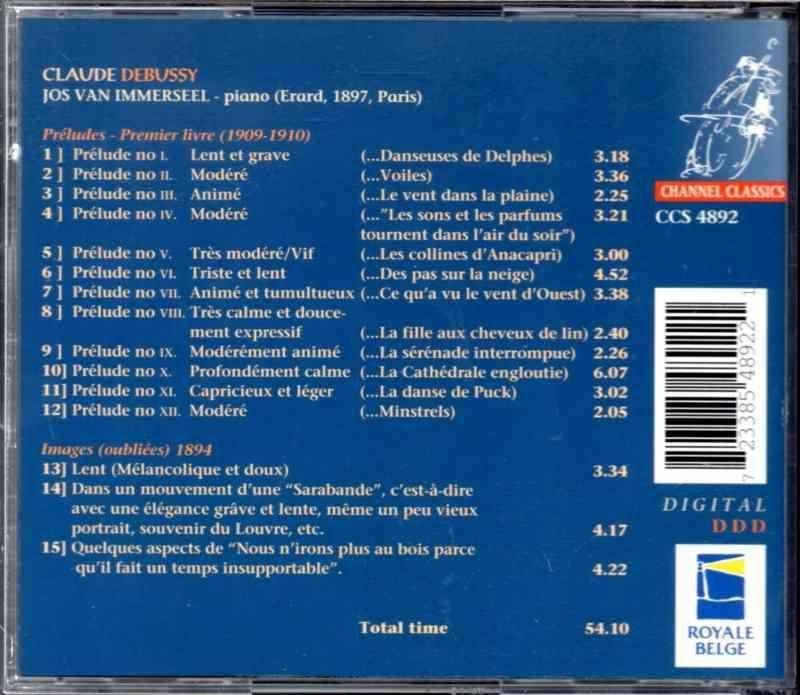 CLAUDE DEBUSSY
JOS VAN IMMERSEEL - piano (Erard, 1897, Paris)
Préludes - Premier livre (1909-1910)
1 ] Prélude no I. Lent et grave (...Danseuses de Delphes) 3.18
2 ] Prélude no II. Modéré (...Voiles) 3.36
3 ] Prélude no III. Animé (...Le vent dans la plaine) 2.25
4 ] Prélude no IV. Modéré (..."Les sons et les parfums 3.21
tournent dans l'air du soir")
5 ] Prélude no V. Très modéré/Vif (...Les collines d'Anacapri) 3.00
6 ] Prélude no VI. Triste et lent (...Des pas sur la neige) 4.52
7 ] Prélude no VII. Animé et tumultueux (...Ce qu'a vu le vent d'Ouest) 3.38
8 ] Prélude no VIII. Très calme et douce-
ment expressif (...La fille aux cheveux de lin) 2.40
9 ] Prélude no IX. Modérément animé (...La sérénade interrompue) 2.26
10] Prélude no X. Profondément calme (...La Cathédrale engloutie) 6.07
11] Prélude no XI. Capricieux et léger (...La danse de Puck) 3.02
12] Prélude no XII. Modéré (...Minstrels) 2.05
Images (oubliées) 1894
13] Lent (Mélancolique et doux) 3.34
14] Dans un mouvement d'une "Sarabande", c'est-à-dire
avec une élégance grâve et lente, même un peu vieux
portrait, souvenir du Louvre, etc. 4.17
15] Quelques aspects de "Nous n'irons plus au bois parce
qu'il fait un temps insupportable". 4.22
Total time 54.10
CHANNEL CLASSICS
CCS 4892
7 23385 48922 1
DIGITAL
DDD
ROYALE
BELGE